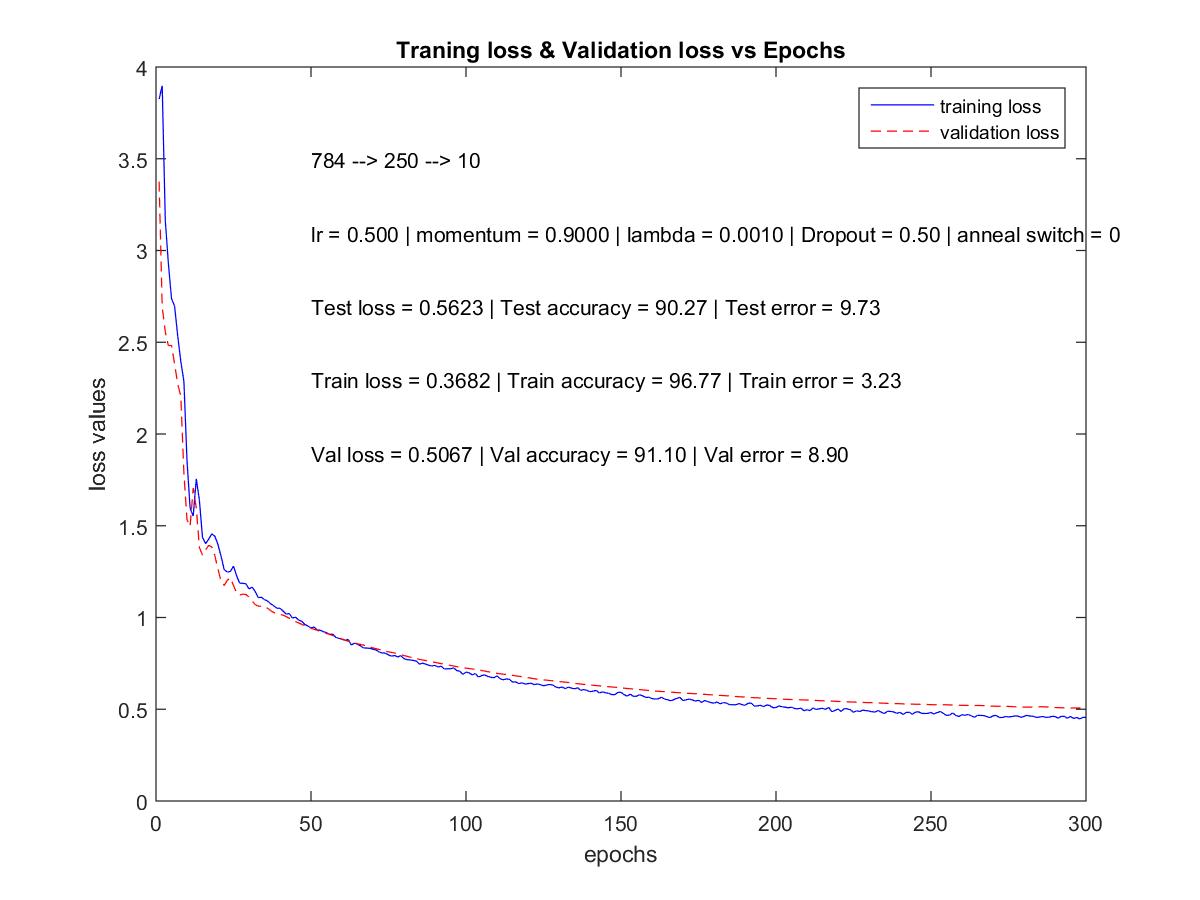 Traning loss & Validation loss vs Epochs
training loss
validation loss
784 --> 250 --> 10
lr = 0.500 | momentum = 0.9000 | lambda = 0.0010 | Dropout = 0.50 | anneal switch = 0
Test loss = 0.5623 | Test accuracy = 90.27 | Test error = 9.73
Train loss = 0.3682 | Train accuracy = 96.77 | Train error = 3.23
Val loss = 0.5067 | Val accuracy = 91.10 | Val error = 8.90
loss values
4
3.5
3
2.5
2
1.5
1
0.5
0
0 50 100 150 200 250 300
epochs